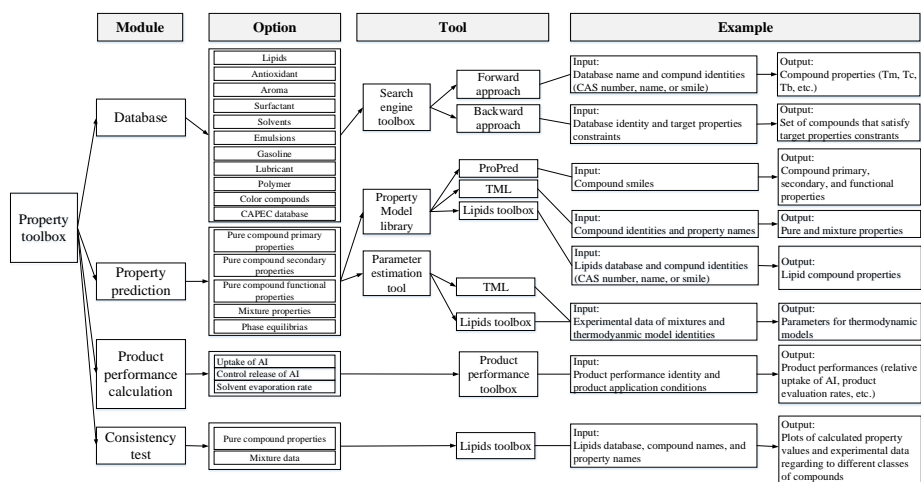 Module
Option
Tool
Example
Property
toolbox
Database
Lipids
Antioxidant
Aroma
Surfactant
Solvents
Emulsions
Gasoline
Lubricant
Polymer
Color compounds
CAPEC database
Search
engine
toolbox
Forward
approach
Input:
Database name and compund identities
(CAS number, name, or smile)
Output:
Compound properties (Tm, Tc,
Tb, etc.)
Backward
approach
Input:
Database identity and target properties
constraints
Output:
Set of compounds that satisfy
target properties constrants
Property
prediction
Pure compound primary
properties
Pure compound secondary
properties
Pure compound functional
properties
Mixture properties
Phase equilibrias
Property
Model
library
ProPred
Input:
Compound smiles
Output:
Compound primary,
secondary, and functional
properties
TML
Input:
Compound identities and property names
Output:
Pure and mixture properties
Lipids toolbox
Input:
Lipids database and compund identities
(CAS number, name, or smile)
Output:
Lipid compound properties
Parameter
estimation
tool
TML
Lipids toolbox
Input:
Experimental data of mixtures and
thermodyanmic model identities
Output:
Parameters for thermodynamic
models
Product
performance
calculation
Uptake of AI
Control release of AI
Solvent evaporation rate
Product
performance
toolbox
Input:
Product performance identity and
product application conditions
Output:
Product performances (relative
uptake of AI, product
evaluation rates, etc.)
Consistency
test
Pure compound properties
Mixture data
Lipids toolbox
Input:
Lipids database, compound names, and
property names
Output:
Plots of calculated property
values and experimental data
regarding to different classes
of compounds